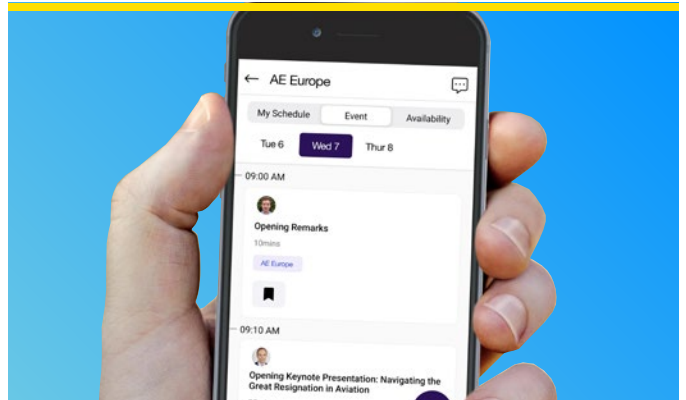 AE Europe
My Schedule Event Availability
Tue 6 Wed 7 Thur 8
09:00 AM
Opening Remarks
10mins
AE Europe
09:10 AM
Opening Keynote Presentation: Navigating the
Great Resignation in Aviation